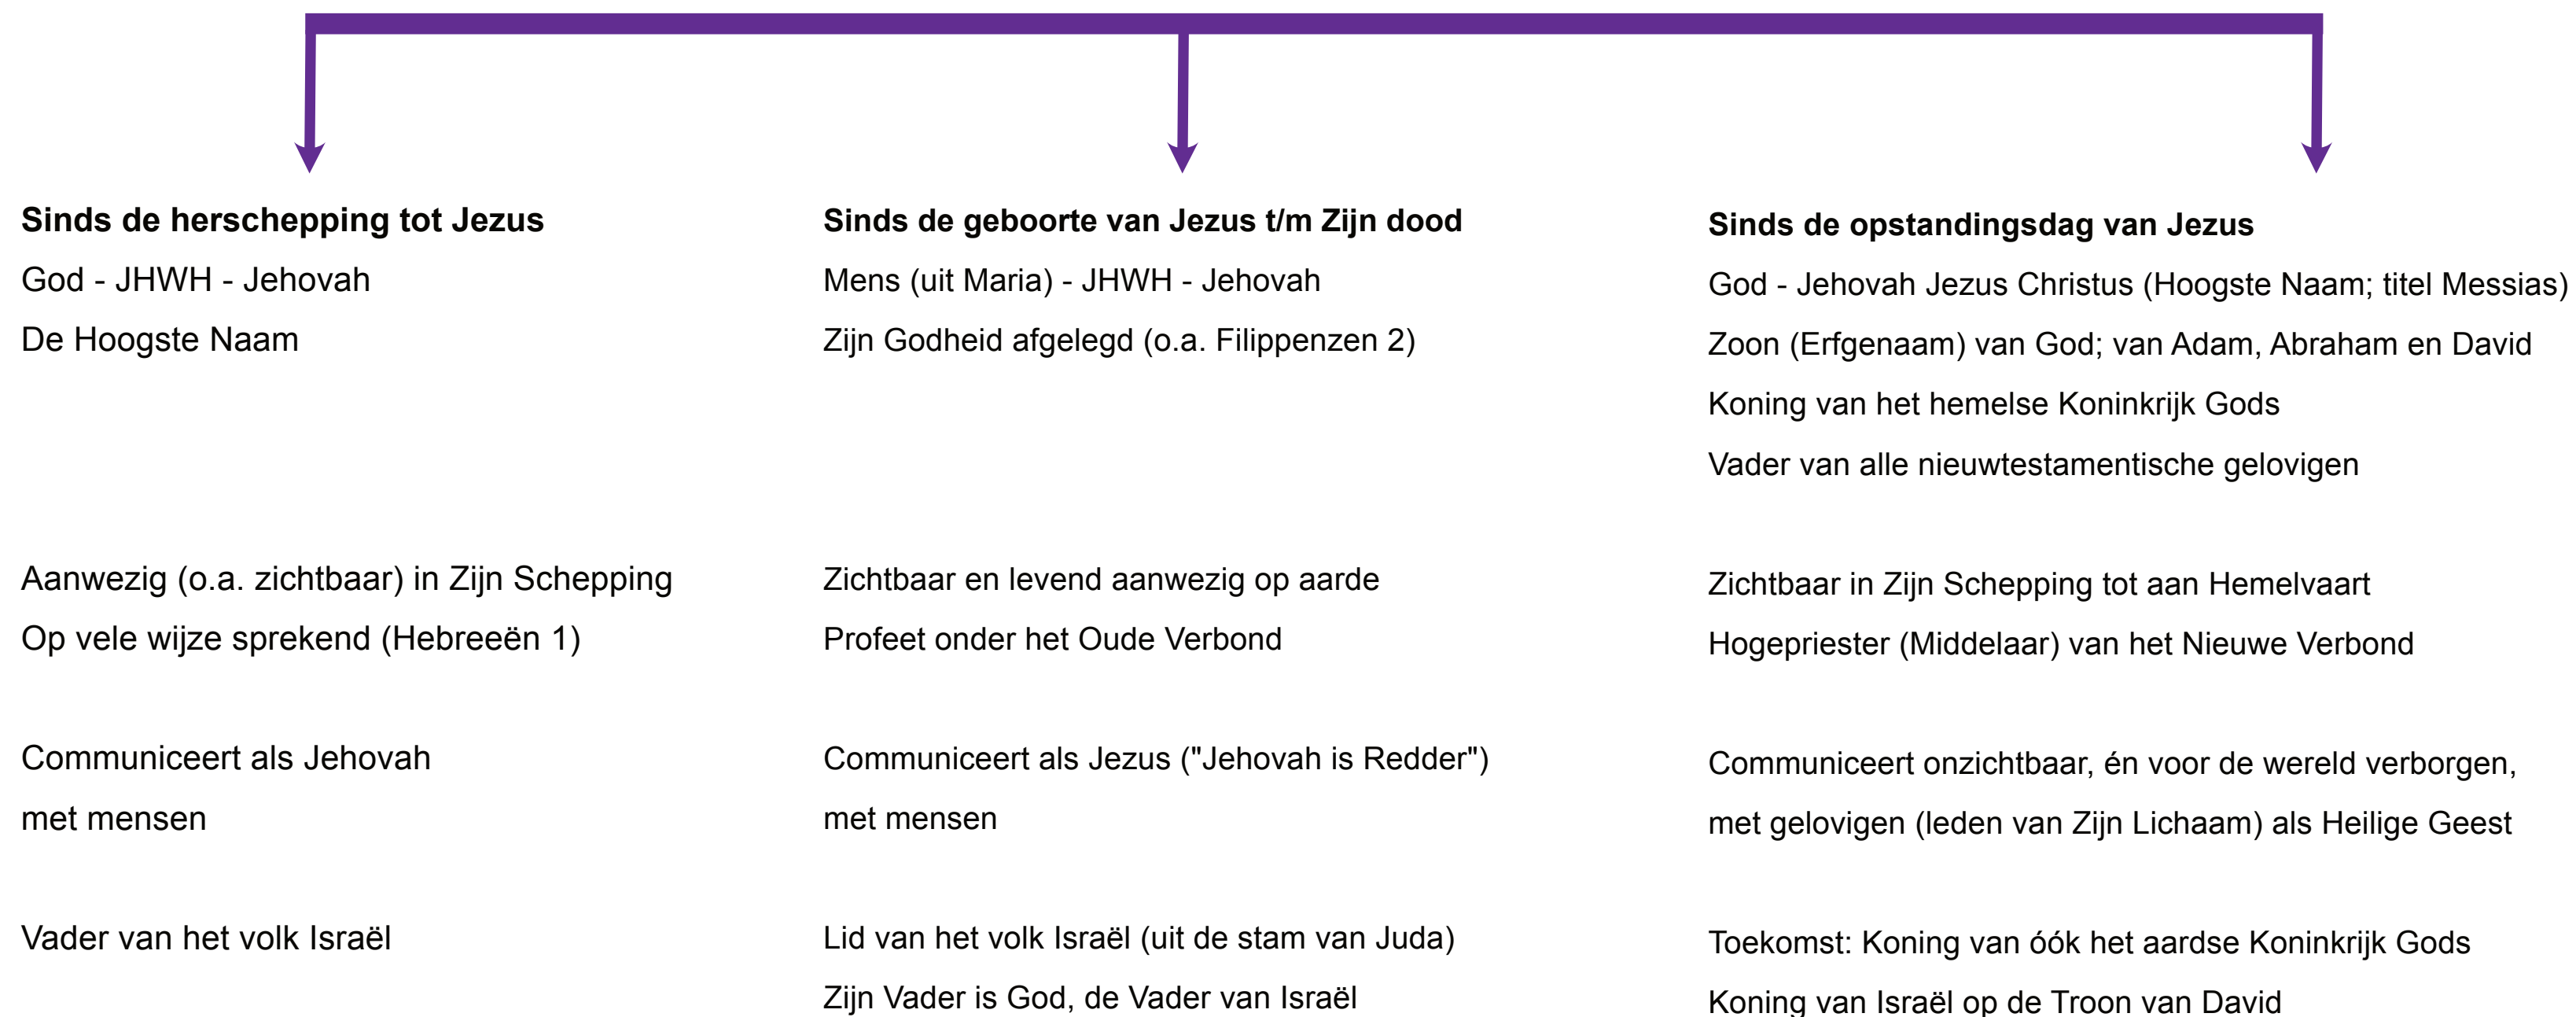 Sinds de herschepping tot Jezus
God - JHWH - Jehovah
De Hoogste Naam
Aanwezig (o.a. zichtbaar) in Zijn Schepping
Op vele wijze sprekend (Hebreeën 1)
Communiceert als Jehovah
met mensen
Vader van het volk Israël
Sinds de geboorte van Jezus t/m Zijn dood
Mens (uit Maria) - JHWH - Jehovah
Zijn Godheid afgelegd (o.a. Filippenzen 2)
Zichtbaar en levend aanwezig op aarde
Profeet onder het Oude Verbond
Communiceert als Jezus ("Jehovah is Redder")
met mensen
Lid van het volk Israël (uit de stam van Juda)
Zijn Vader is God, de Vader van Israël
Sinds de opstandingsdag van Jezus
God - Jehovah Jezus Christus (Hoogste Naam; titel Messias)
Zoon (Erfgenaam) van God; van Adam, Abraham en David
Koning van het hemelse Koninkrijk Gods
Vader van alle nieuwtestamentische gelovigen
Zichtbaar in Zijn Schepping tot aan Hemelvaart
Hogepriester (Middelaar) van het Nieuwe Verbond
Communiceert onzichtbaar, én voor de wereld verborgen,
met gelovigen (leden van Zijn Lichaam) als Heilige Geest
Toekomst: Koning van óók het aardse Koninkrijk Gods
Koning van Israël op de Troon van David